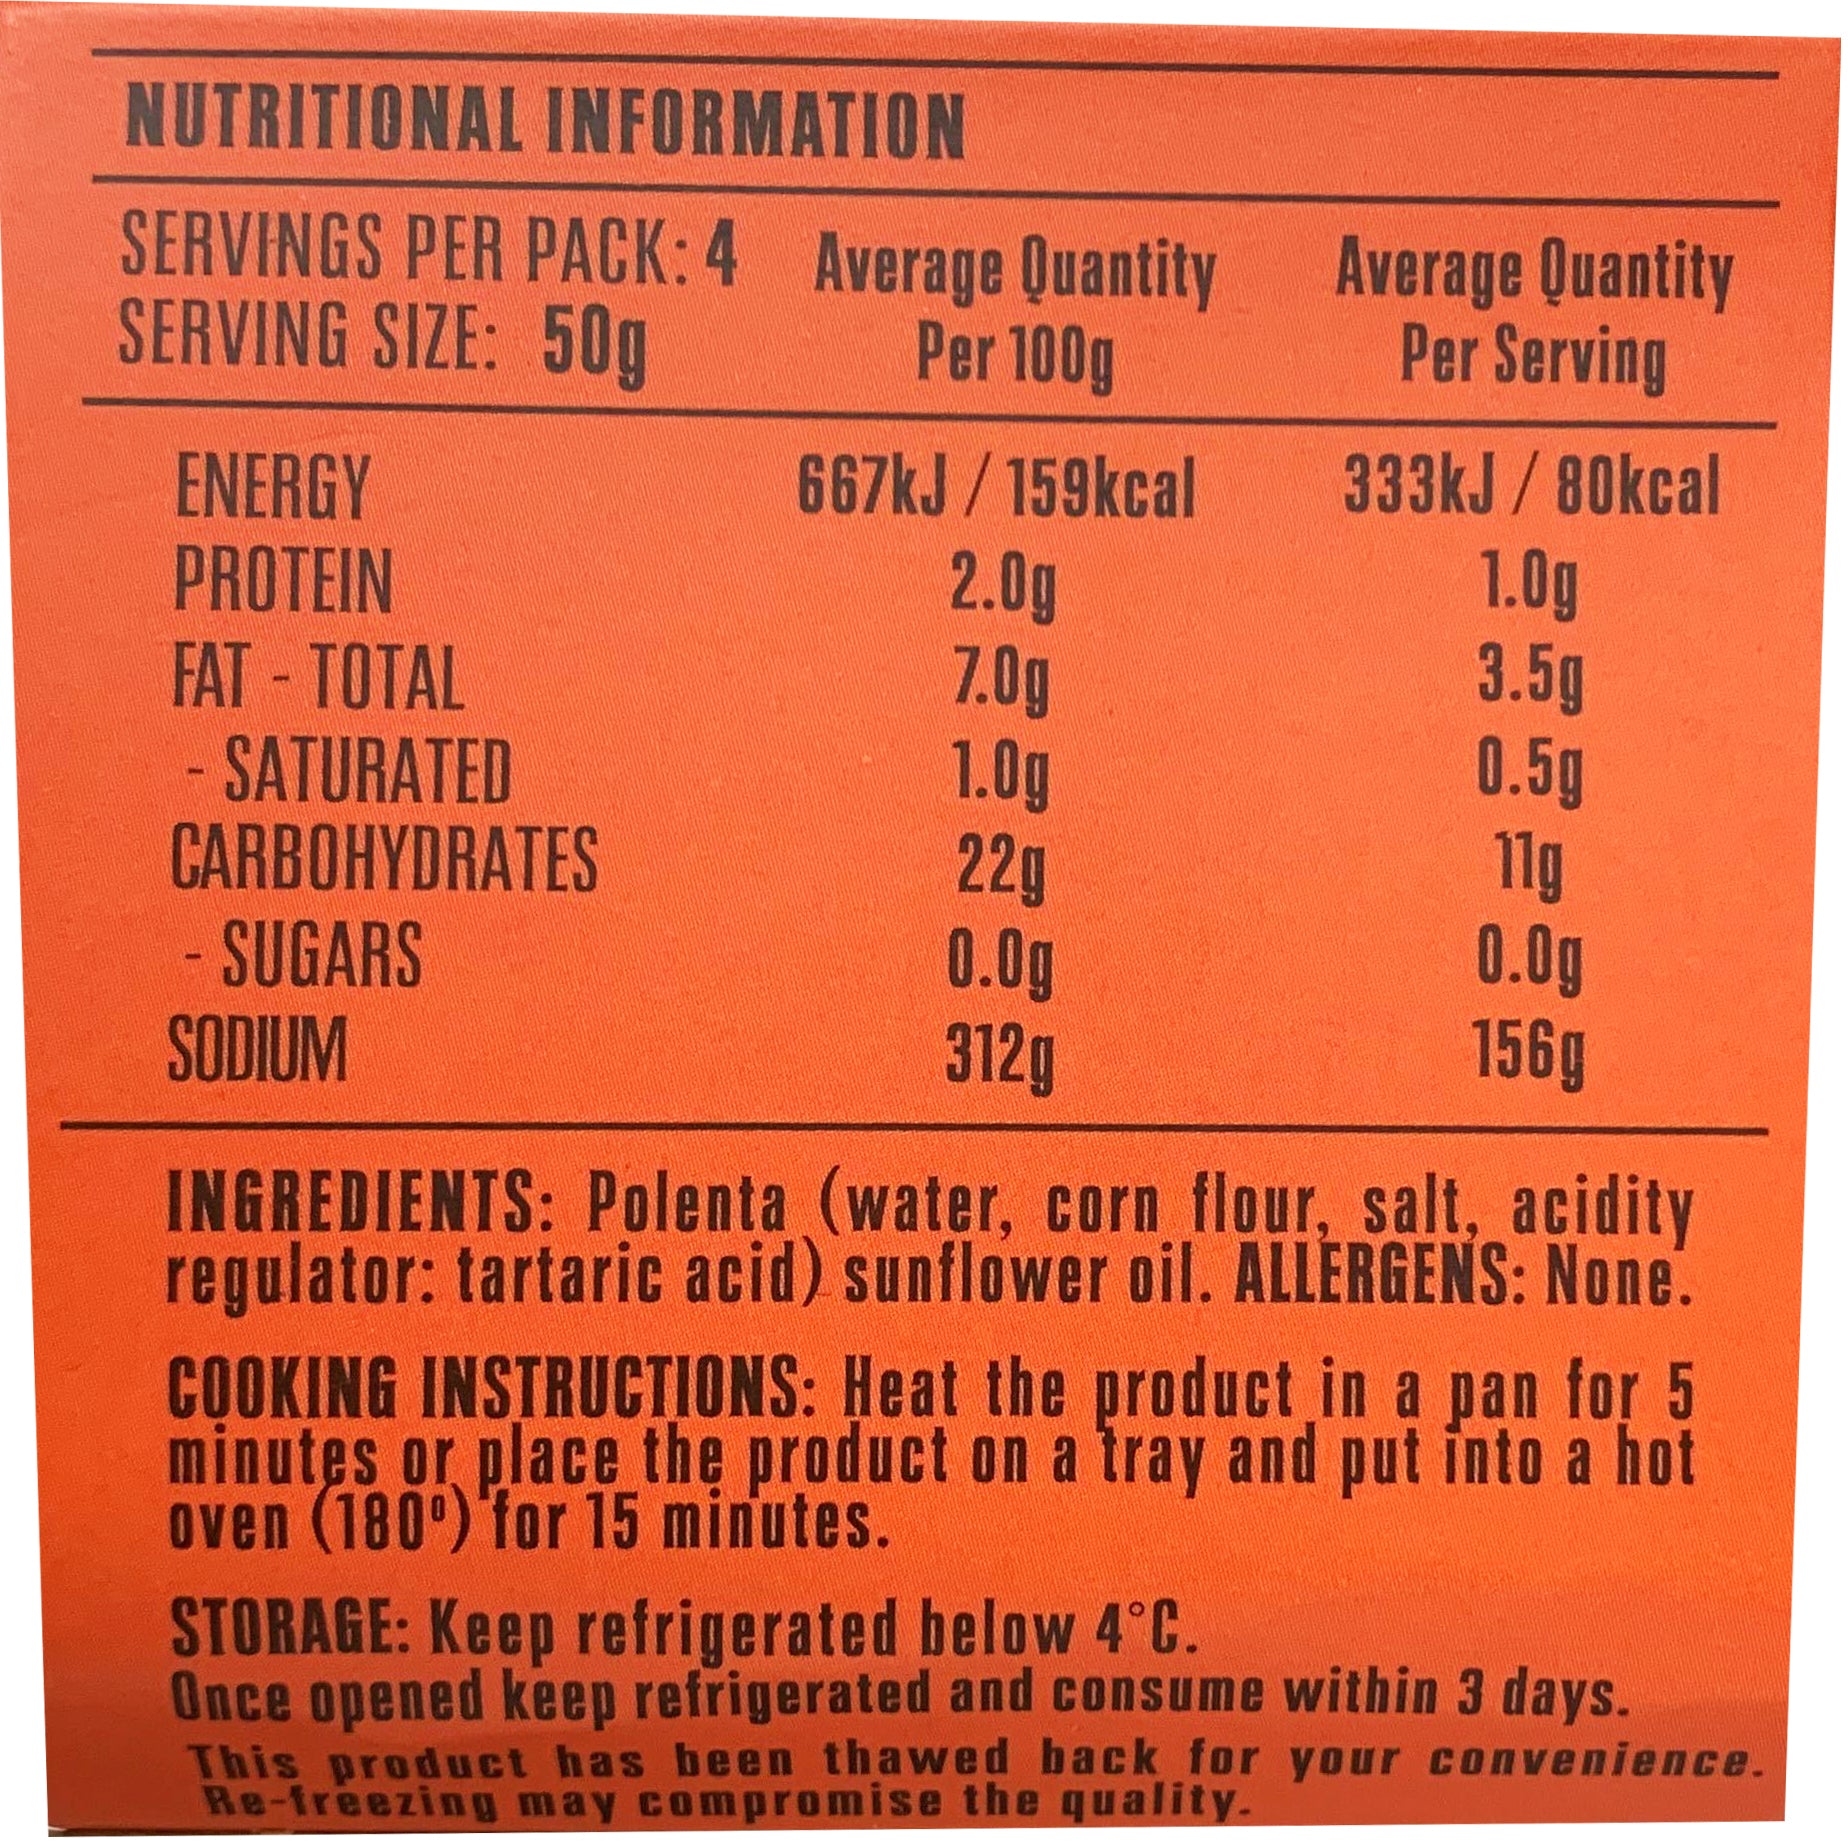 NUTRITIONAL INFORMATION
SERVINGS PER PACK: 4 Average Quantity Average Quantity
SERVING SIZE: 50g Per 100g Per Serving
ENERGY 667kJ / 159kcal 333kJ / 80kcal
PROTEIN 2.0g 1.0g
FAT - TOTAL 7.0g 3.5g
- SATURATED 1.0g 0.5g
CARBOHYDRATES 22g 11g
- SUGARS 0.0g 0.0g
SODIUM 312g 156g
INGREDIENTS: Polenta (water, corn flour, salt, acidity
regulator: tartaric acid) sunflower oil. ALLERGENS: None.
COOKING INSTRUCTIONS: Heat the product in a pan for 5
minutes or place the product on a tray and put into a hot
oven (180º) for 15 minutes.
STORAGE: Keep refrigerated below 4°C.
Once opened keep refrigerated and consume within 3 days.
This product has been thawed back for your convenience.
Re-freezing may compromise the quality.